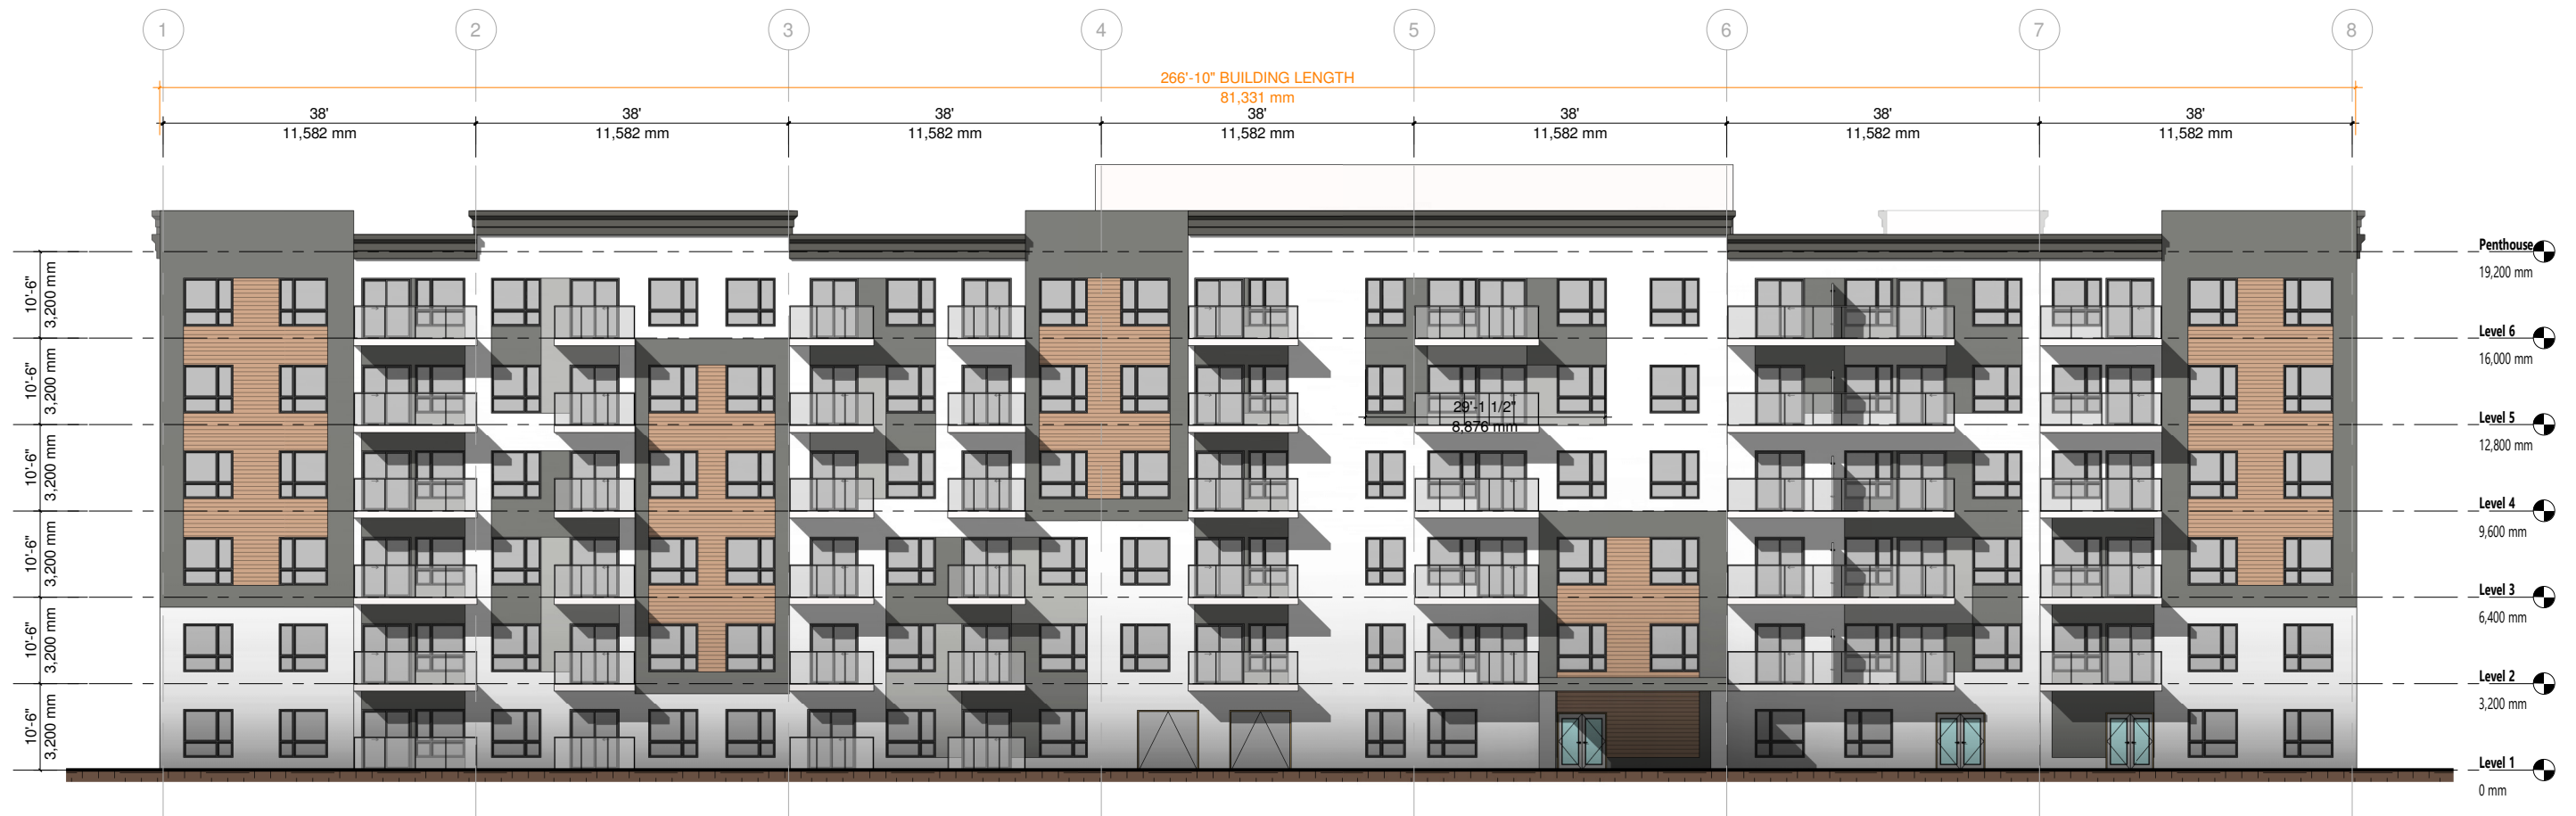 1 2 3 4 5 6 7 8
266'-10" BUILDING LENGTH
81,331 mm
38' 38' 38' 38' 38' 38' 38'
11,582 mm 11,582 mm 11,582 mm 11,582 mm 11,582 mm 11,582 mm 11,582 mm
Penthouse
19,200 mm
10'-6"
3,200 mm
Level 6
16,000 mm
10'-6"
3,200 mm
29'-1 1/2"
8,876 mm
Level 5
12,800 mm
10'-6"
3,200 mm
Level 4
9,600 mm
10'-6"
3,200 mm
Level 3
6,400 mm
10'-6"
3,200 mm
Level 2
3,200 mm
10'-6"
3,200 mm
Level 1
0 mm